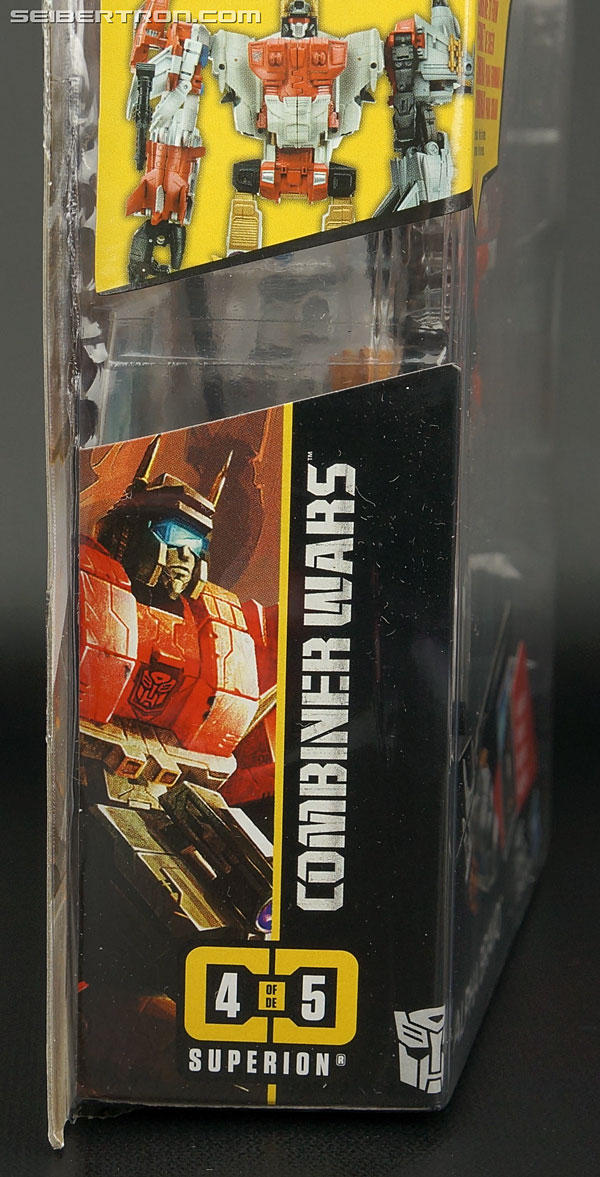 SEIBERTRON.COM
COMBINER WARS™
4 OF DE 5
SUPERION®